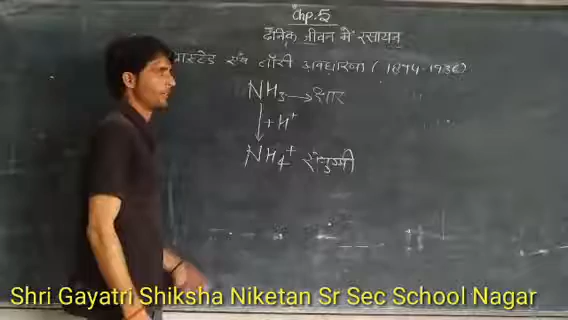 Chp. 5
दैनिक जीवन में रसायन
ब्रान्स्टेड एवं लॉरी अवधारणा (1874-1936)
NH₃ → क्षार
↓ + H⁺
NH₄⁺ संयुग्मी
Shri Gayatri Shiksha Niketan Sr Sec School Nagar